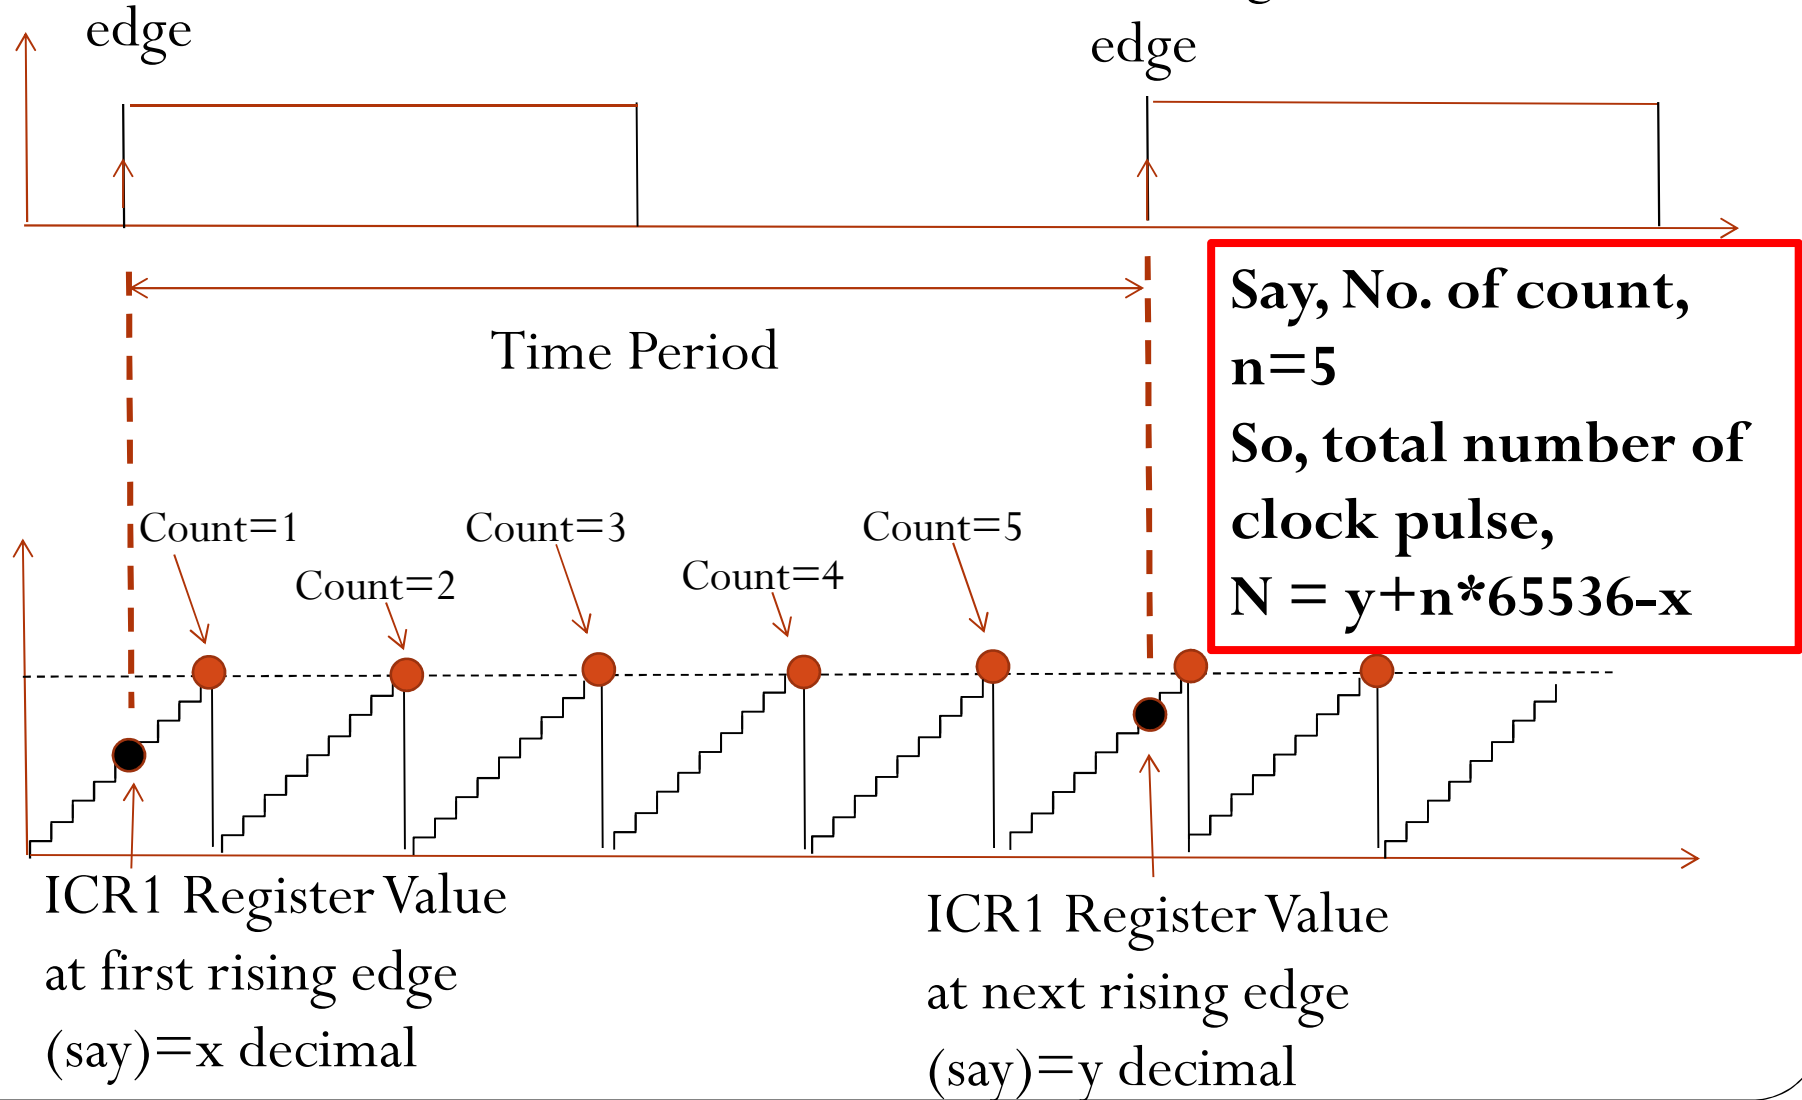 edge
edge
Say, No. of count,
n=5
So, total number of
clock pulse,
N = y+n*65536-x
Time Period
Count=1
Count=2
Count=3
Count=4
Count=5
ICR1 Register Value
at first rising edge
(say)=x decimal
ICR1 Register Value
at next rising edge
(say)=y decimal